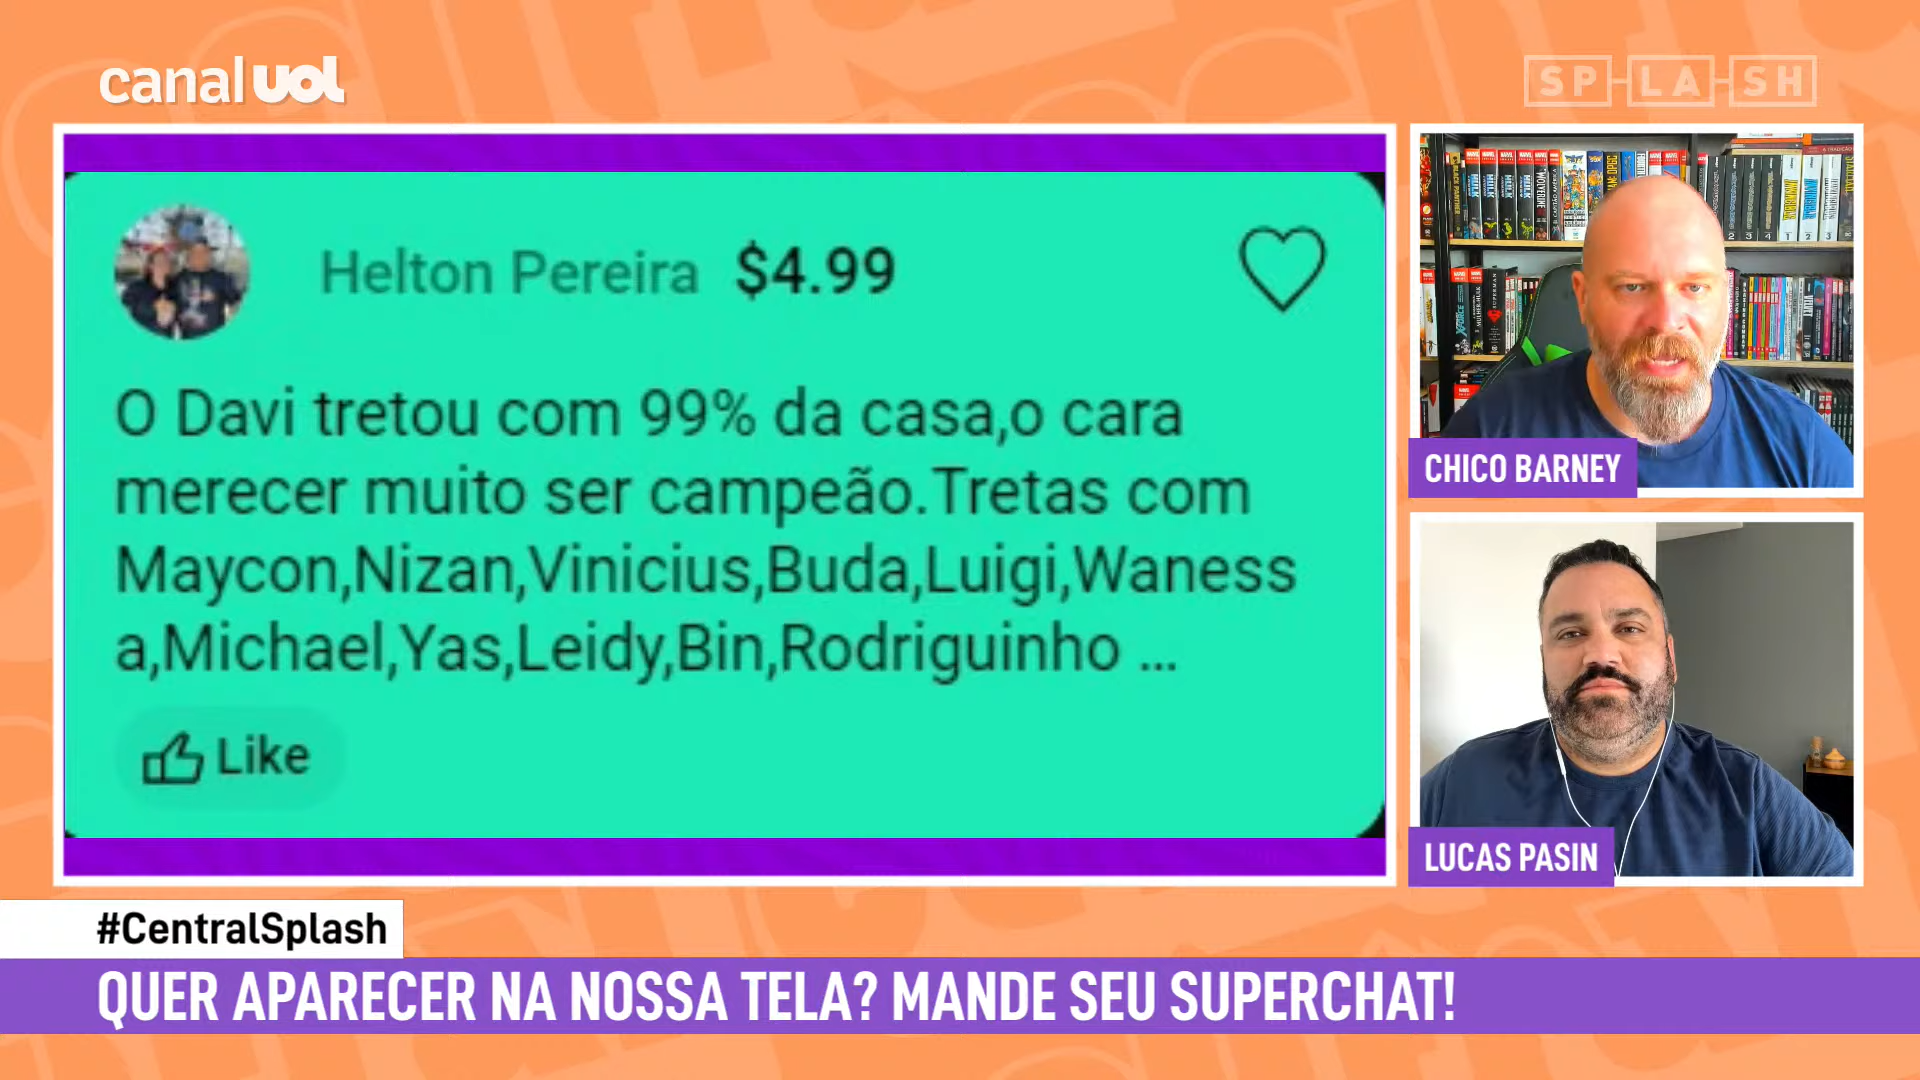 canal uol
SPLASH
Helton Pereira $4.99
O Davi tretou com 99% da casa,o cara
merecer muito ser campeão.Tretas com
Maycon,Nizan,Vinicius,Buda,Luigi,Waness
a,Michael,Yas,Leidy,Bin,Rodriguinho ...
Like
CHICO BARNEY
LUCAS PASIN
#CentralSplash
QUER APARECER NA NOSSA TELA? MANDE SEU SUPERCHAT!